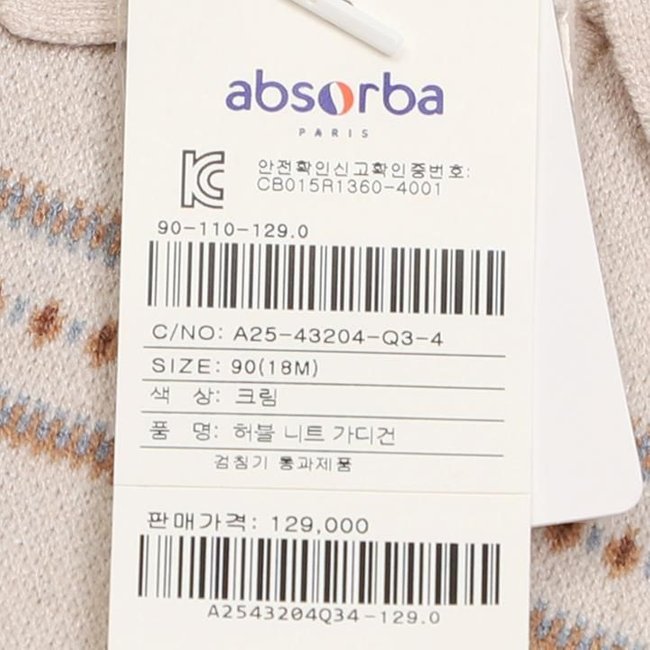 absorba
PARIS
안전확인신고확인증번호:
CB015R1360-4001
90-110-129.0
C/NO: A25-43204-Q3-4
SIZE: 90(18M)
색 상: 크림
품 명: 허블 니트 가디건
검침기 통과제품
판매가격: 129,000
A2543204Q34-129.0